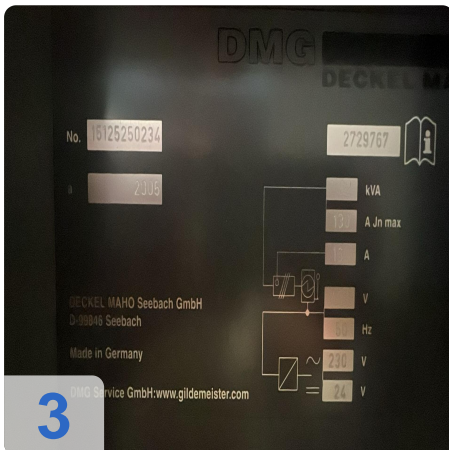 DMG
DECKEL MA
No. 15125250234
2729767
a 2005
kVA
A Jn max
A
V
Hz
230 V
24 V
DECKEL MAHO Seebach GmbH
D-99846 Seebach
Made in Germany
DMG Service GmbH:www.gildemeister.com
3